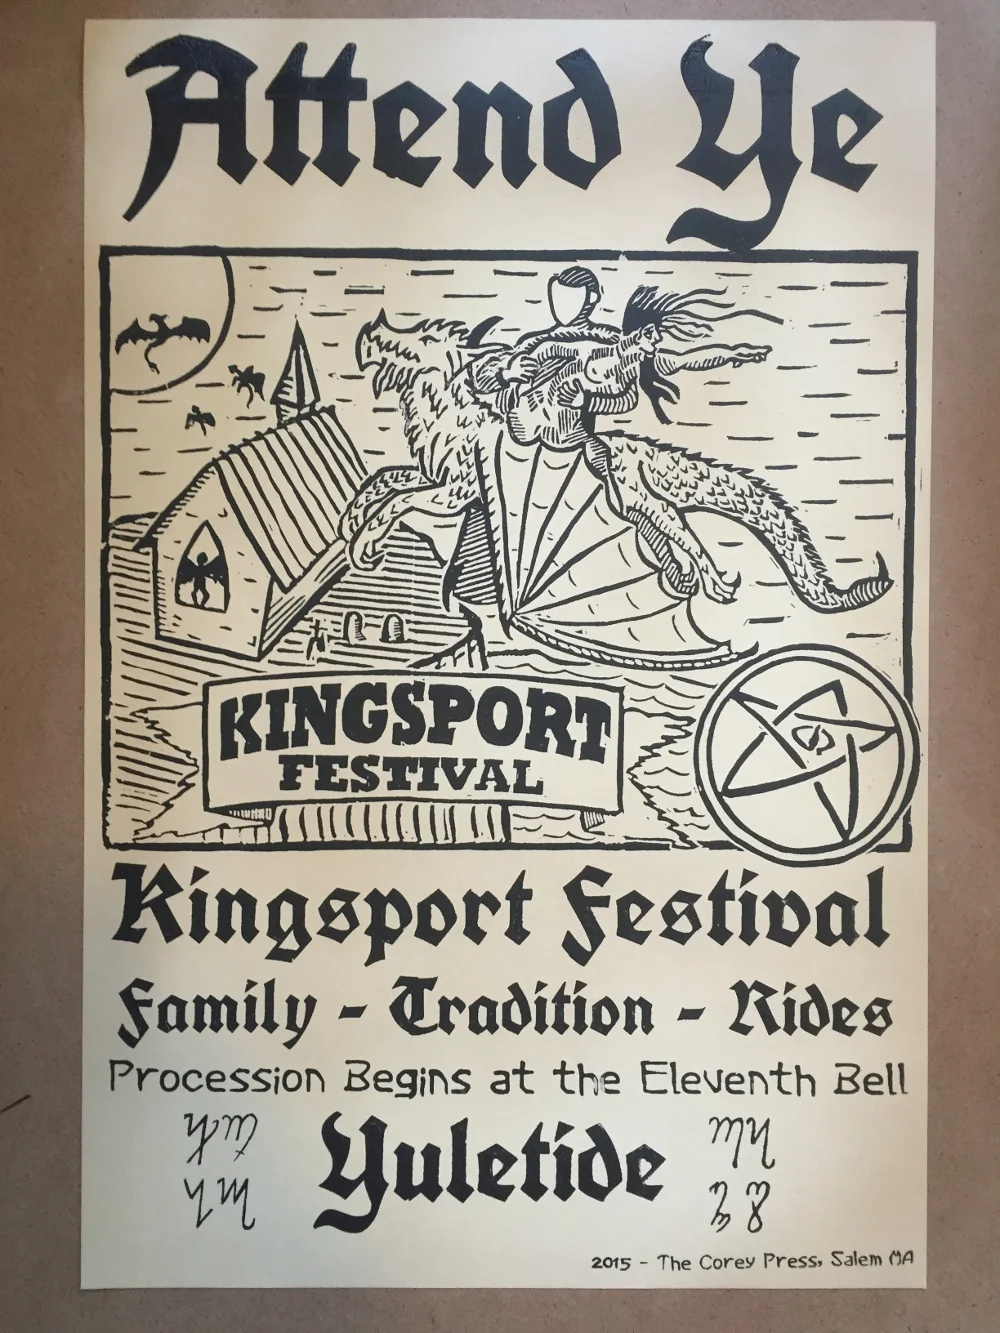 Attend Ye
KINGSPORT
FESTIVAL
Kingsport Festival
Family - Tradition - Rides
Procession Begins at the Eleventh Bell
Yuletide
2015 - The Corey Press, Salem MA